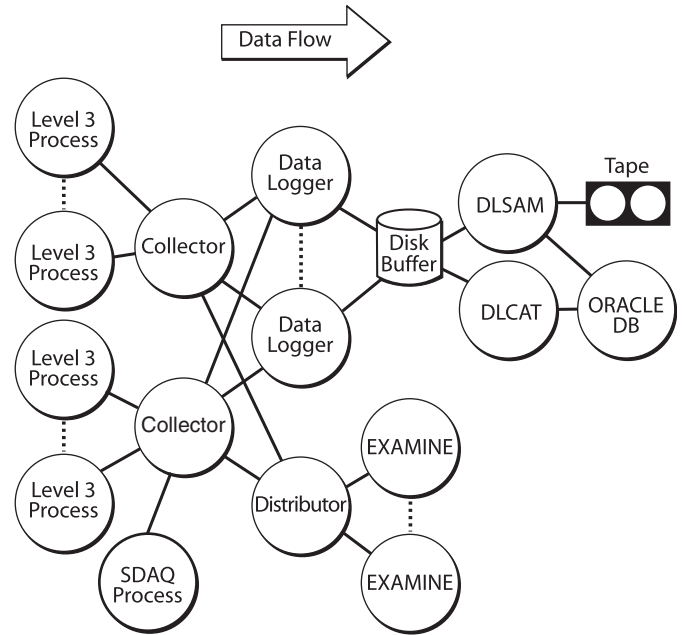 Data Flow
Level 3
Process
Data
Logger
Tape
DLSAM
Level 3
Process
Collector
Disk
Buffer
Data
Logger
DLCAT
ORACLE
DB
Level 3
Process
Collector
EXAMINE
Level 3
Process
Distributor
SDAQ
Process
EXAMINE